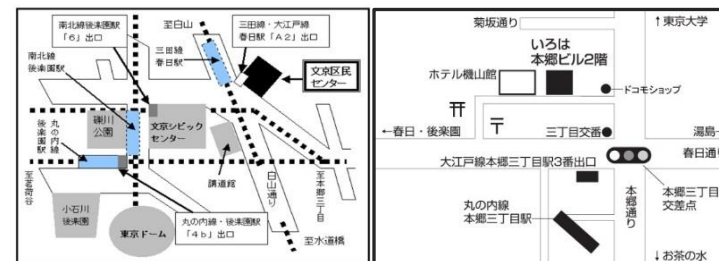 至白山
南北線後楽園駅
「6」出口
三田線・大江戸線
春日駅「A2」出口
三田線
春日駅
南北線
後楽園駅
文京区民
センター
丸の内線
後楽園駅
礫川
公園
文京シビック
センター
講道館
白山通り
至本郷三丁目
至茗荷谷
小石川
後楽園
東京ドーム
丸の内線・後楽園駅
「4b」出口
至水道橋
菊坂通り
↑東京大学
いろは
本郷ビル2階
ホテル機山館
ドコモショップ
←春日・後楽園
三丁目交番
湯島→
春日通り
大江戸線本郷三丁目駅3番出口
丸の内線
本郷三丁目駅
本郷通り
本郷三丁目
交差点
↓お茶の水